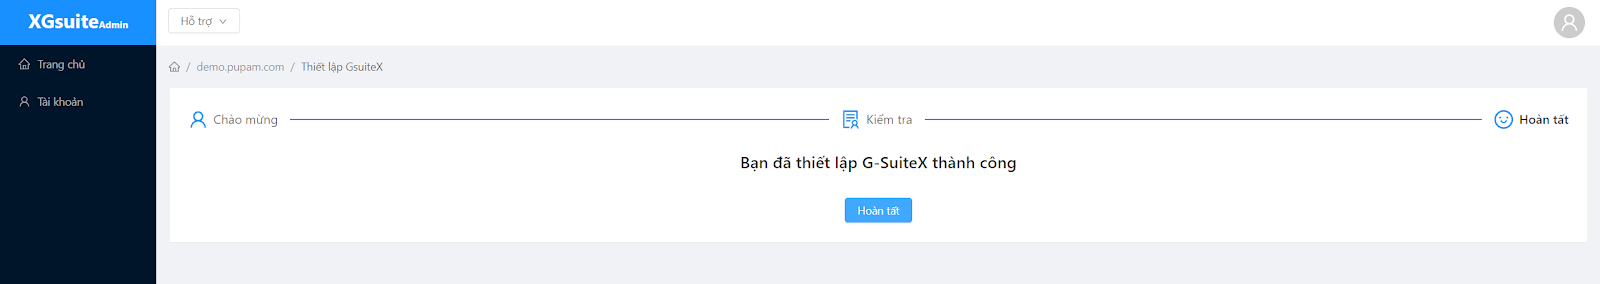 XGsuiteAdmin
Hỗ trợ
Trang chủ
Tài khoản
/ demo.pupam.com / Thiết lập GsuiteX
Chào mừng
Kiểm tra
Hoàn tất
Bạn đã thiết lập G-SuiteX thành công
Hoàn tất